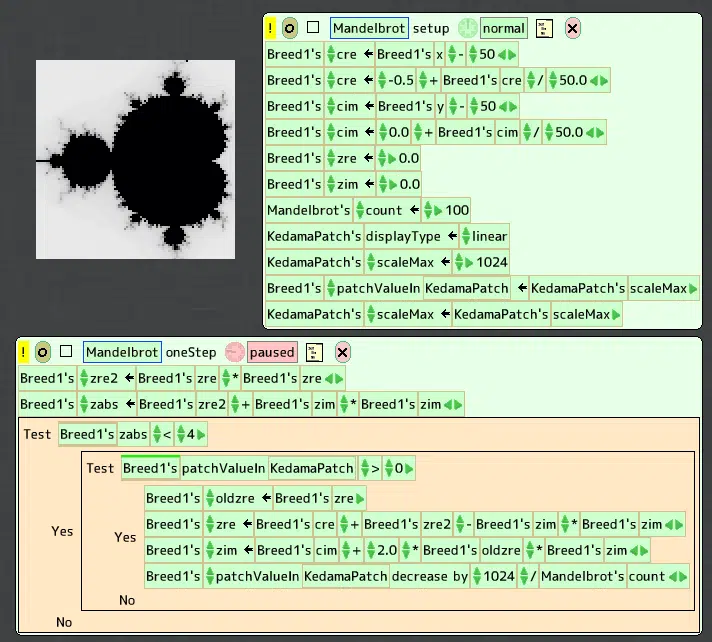 ! Mandelbrot setup normal
Breed1's cre ← Breed1's x - 50
Breed1's cre ← -0.5 + Breed1's cre / 50.0
Breed1's cim ← Breed1's y - 50
Breed1's cim ← 0.0 + Breed1's cim / 50.0
Breed1's zre ← 0.0
Breed1's zim ← 0.0
Mandelbrot's count ← 100
KedamaPatch's displayType ← linear
KedamaPatch's scaleMax ← 1024
Breed1's patchValueIn KedamaPatch ← KedamaPatch's scaleMax
KedamaPatch's scaleMax ← KedamaPatch's scaleMax
! Mandelbrot oneStep paused
Breed1's zre2 ← Breed1's zre * Breed1's zre
Breed1's zabs ← Breed1's zre2 + Breed1's zim * Breed1's zim
Test Breed1's zabs < 4
Test Breed1's patchValueIn KedamaPatch > 0
Breed1's oldzre ← Breed1's zre
Breed1's zre ← Breed1's cre + Breed1's zre2 - Breed1's zim * Breed1's zim
Yes Yes
Breed1's zim ← Breed1's cim + 2.0 * Breed1's oldzre * Breed1's zim
Breed1's patchValueIn KedamaPatch decrease by 1024 / Mandelbrot's count
No
No